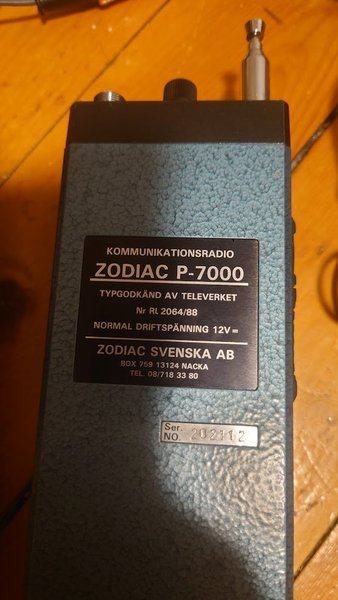 KOMMUNIKATIONSRADIO
ZODIAC P-7000
TYPGODKÄND AV TELEVERKET
Nr RL 2064/88
NORMAL DRIFTSPÄNNING 12V⎓
ZODIAC SVENSKA AB
BOX 759 13124 NACKA
TEL. 08/718 33 80
Ser. NO. 202112